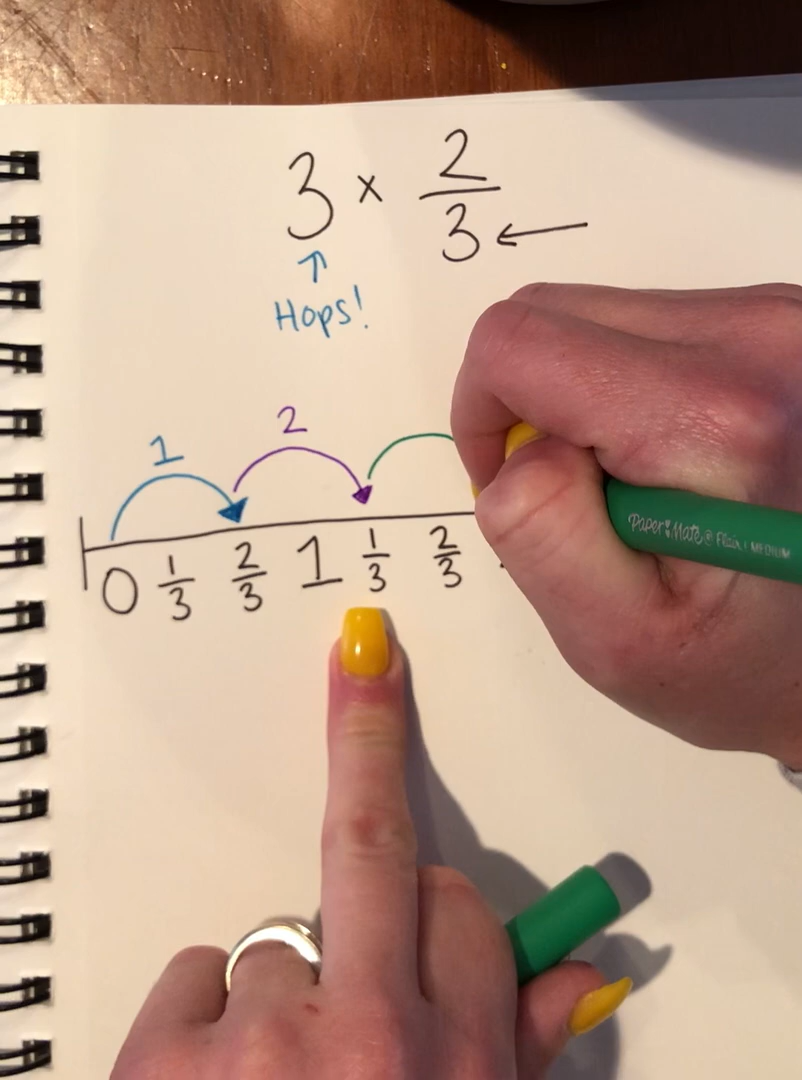 3 × 2/3 ←
↑
Hops!
1 2
0 1/3 2/3 1 1/3 2/3
Paper Mate® Flair | MEDIUM